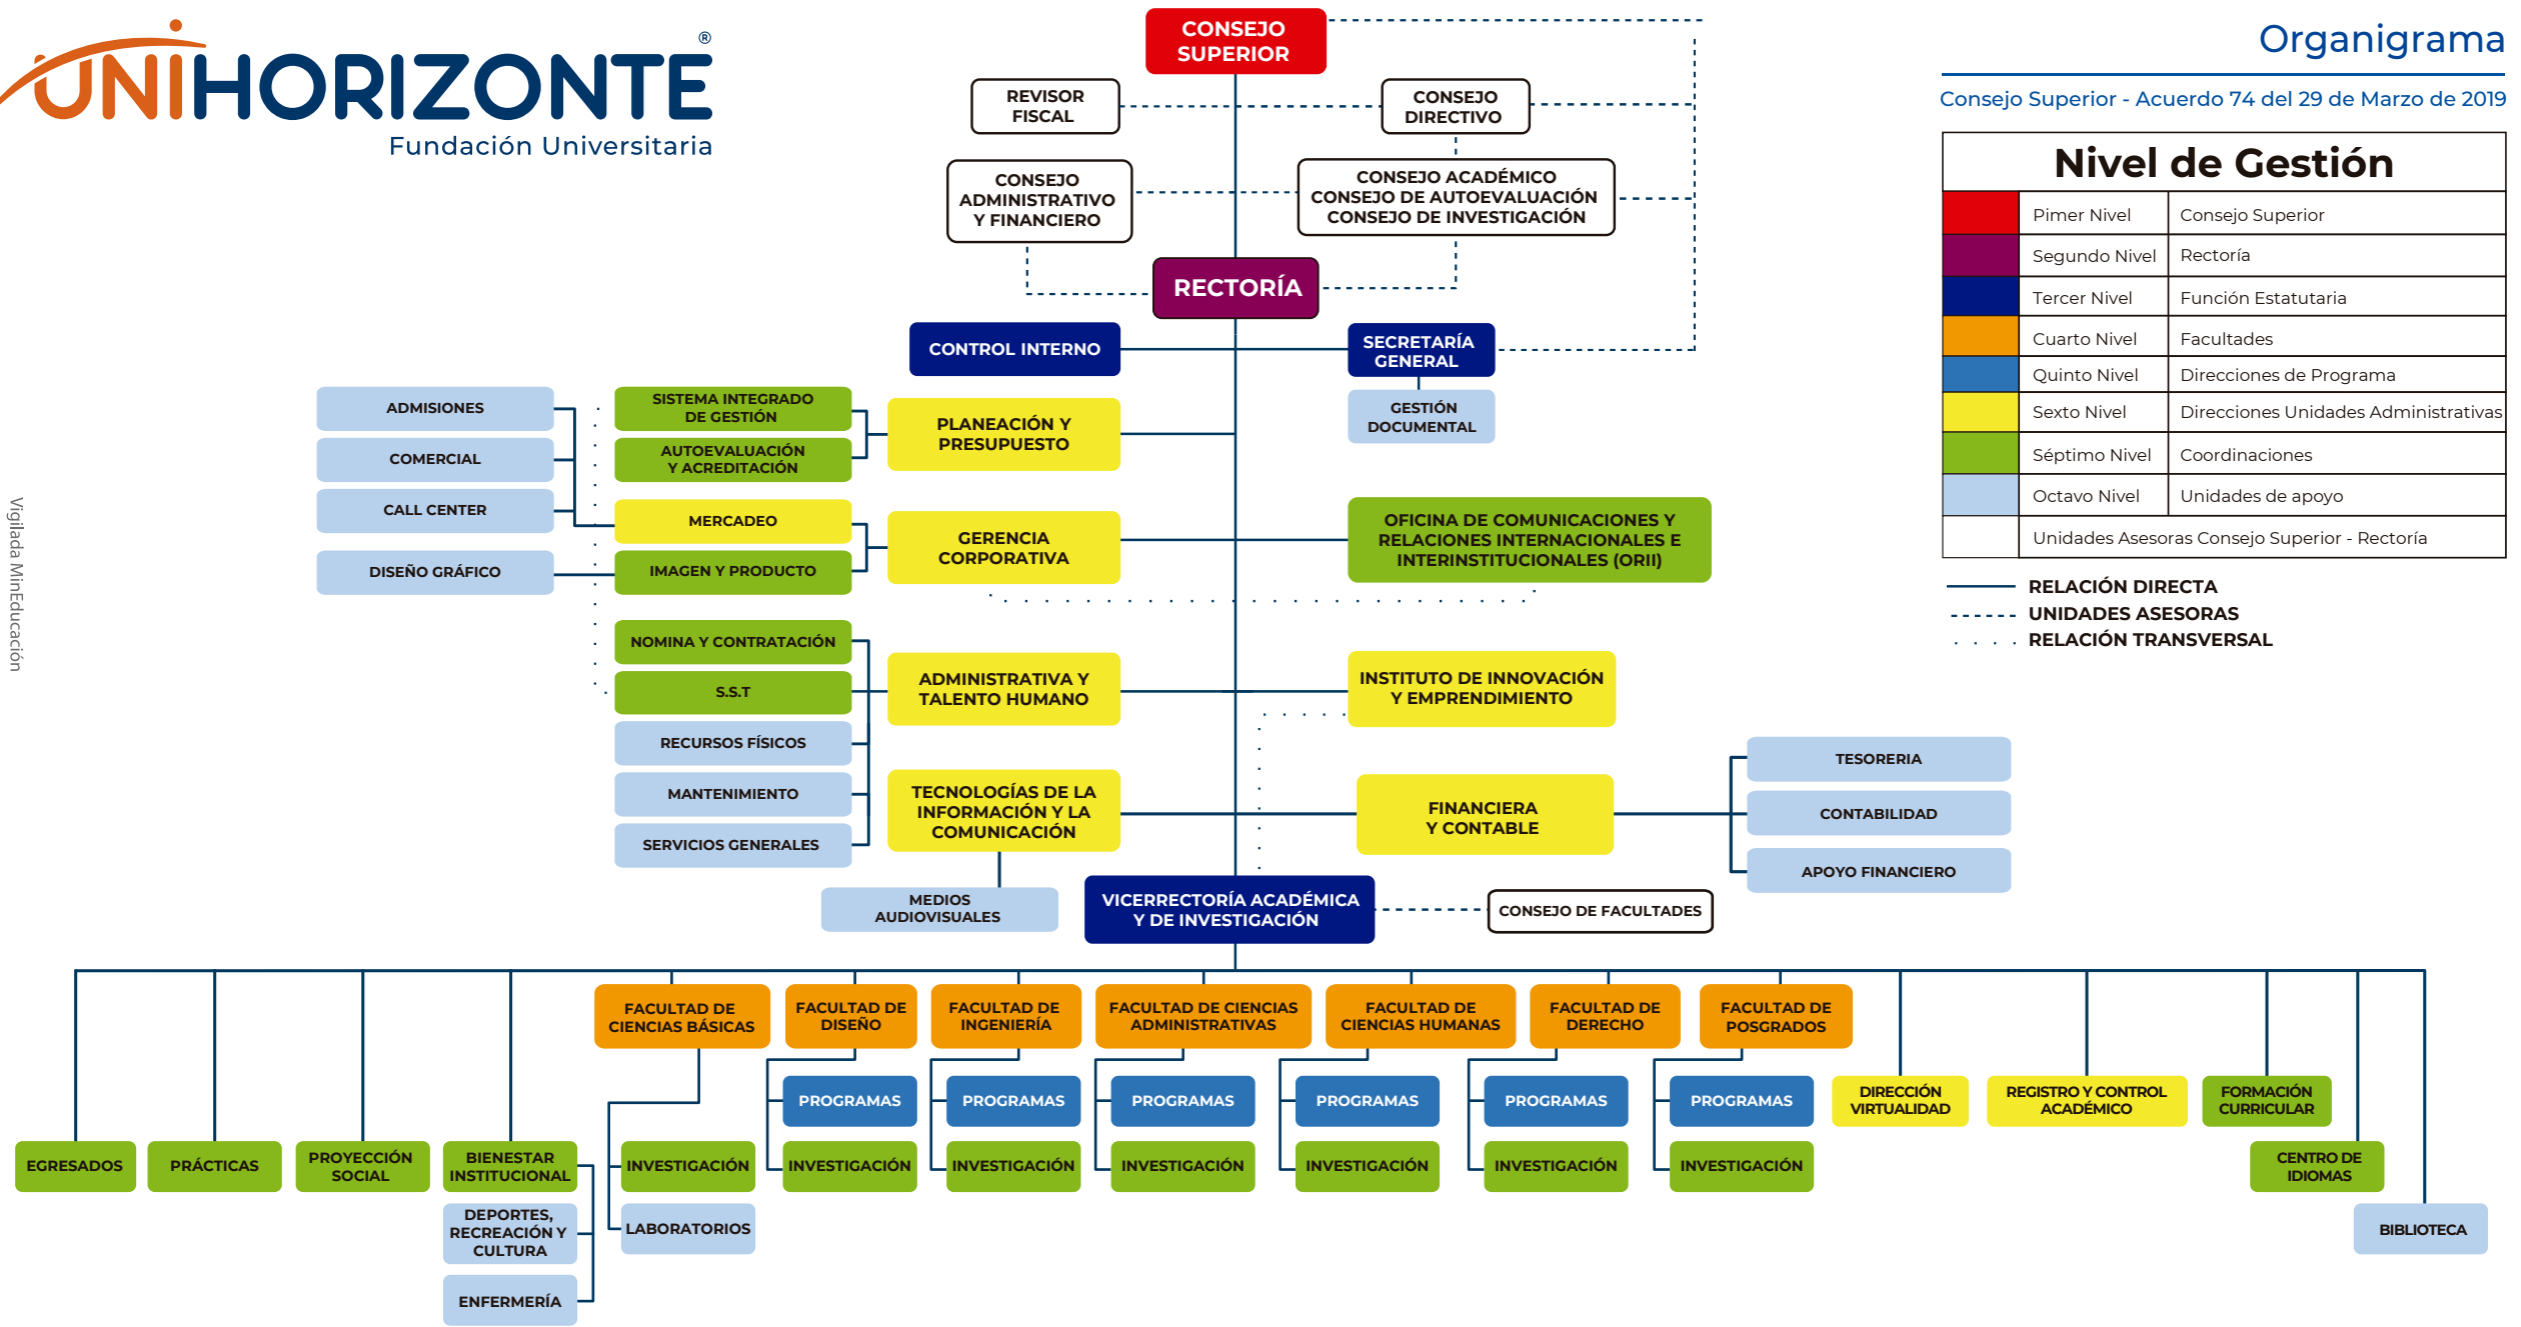 UNIHORIZONTE®
Fundación Universitaria
Organigrama
Consejo Superior - Acuerdo 74 del 29 de Marzo de 2019
Nivel de Gestión
Pimer Nivel Consejo Superior
Segundo Nivel Rectoría
Tercer Nivel Función Estatutaria
Cuarto Nivel Facultades
Quinto Nivel Direcciones de Programa
Sexto Nivel Direcciones Unidades Administrativas
Séptimo Nivel Coordinaciones
Octavo Nivel Unidades de apoyo
Unidades Asesoras Consejo Superior - Rectoría
RELACIÓN DIRECTA
UNIDADES ASESORAS
RELACIÓN TRANSVERSAL
CONSEJO
SUPERIOR
REVISOR
FISCAL
CONSEJO
DIRECTIVO
CONSEJO
ADMINISTRATIVO
Y FINANCIERO
CONSEJO ACADÉMICO
CONSEJO DE AUTOEVALUACIÓN
CONSEJO DE INVESTIGACIÓN
RECTORÍA
CONTROL INTERNO
SECRETARÍA
GENERAL
GESTIÓN
DOCUMENTAL
ADMISIONES
COMERCIAL
CALL CENTER
DISEÑO GRÁFICO
SISTEMA INTEGRADO
DE GESTIÓN
AUTOEVALUACIÓN
Y ACREDITACIÓN
PLANEACIÓN Y
PRESUPUESTO
MERCADEO
IMAGEN Y PRODUCTO
GERENCIA
CORPORATIVA
OFICINA DE COMUNICACIONES Y
RELACIONES INTERNACIONALES E
INTERINSTITUCIONALES (ORII)
NOMINA Y CONTRATACIÓN
S.S.T
RECURSOS FÍSICOS
MANTENIMIENTO
SERVICIOS GENERALES
ADMINISTRATIVA Y
TALENTO HUMANO
INSTITUTO DE INNOVACIÓN
Y EMPRENDIMIENTO
TECNOLOGÍAS DE LA
INFORMACIÓN Y LA
COMUNICACIÓN
MEDIOS
AUDIOVISUALES
FINANCIERA
Y CONTABLE
TESORERIA
CONTABILIDAD
APOYO FINANCIERO
VICERRECTORÍA ACADÉMICA
Y DE INVESTIGACIÓN
CONSEJO DE FACULTADES
EGRESADOS
PRÁCTICAS
PROYECCIÓN
SOCIAL
BIENESTAR
INSTITUCIONAL
DEPORTES,
RECREACIÓN Y
CULTURA
ENFERMERÍA
FACULTAD DE
CIENCIAS BÁSICAS
INVESTIGACIÓN
LABORATORIOS
FACULTAD DE
DISEÑO
PROGRAMAS
INVESTIGACIÓN
FACULTAD DE
INGENIERÍA
PROGRAMAS
INVESTIGACIÓN
FACULTAD DE CIENCIAS
ADMINISTRATIVAS
PROGRAMAS
INVESTIGACIÓN
FACULTAD DE
CIENCIAS HUMANAS
PROGRAMAS
INVESTIGACIÓN
FACULTAD DE
DERECHO
PROGRAMAS
INVESTIGACIÓN
FACULTAD DE
POSGRADOS
PROGRAMAS
INVESTIGACIÓN
DIRECCIÓN
VIRTUALIDAD
REGISTRO Y CONTROL
ACADÉMICO
FORMACIÓN
CURRICULAR
CENTRO DE
IDIOMAS
BIBLIOTECA
Vigilada MinEducación